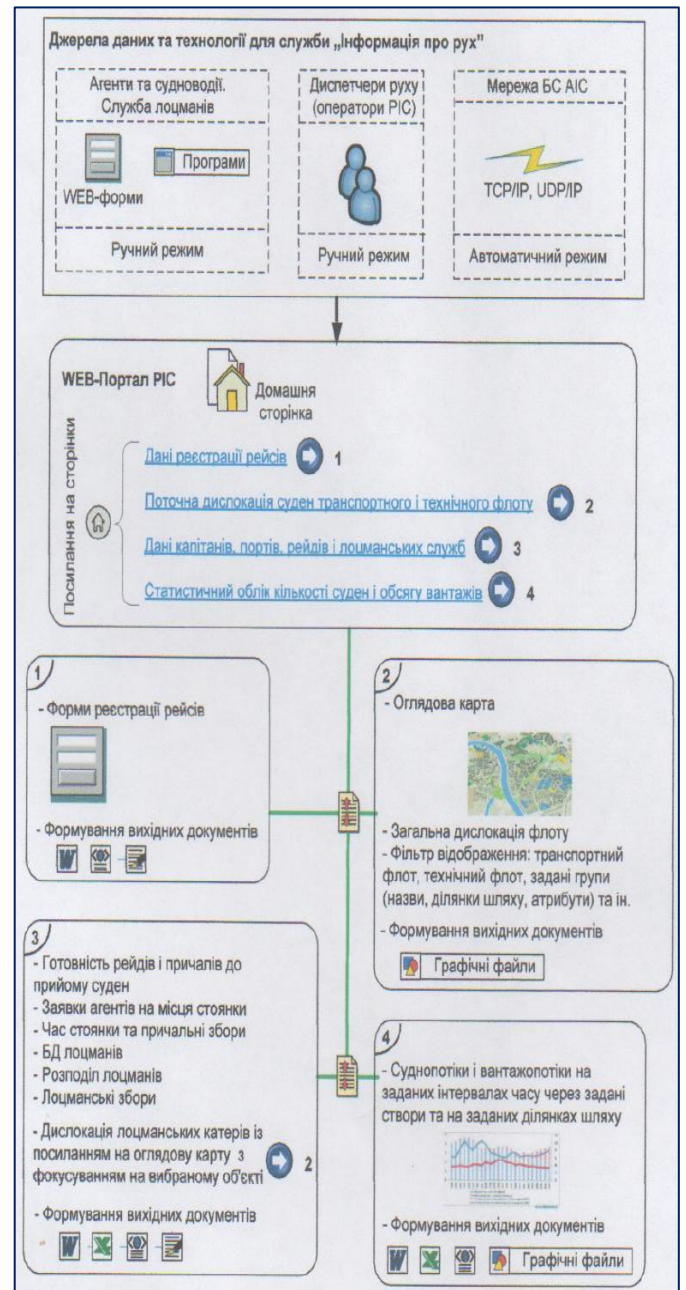 Джерела даних та технології для служби „Інформація про рух"
Агенти та судноводії.
Служба лоцманів
Програми
WEB-форми
Ручний режим
Диспетчери руху
(оператори РІС)
Ручний режим
Мережа БС АІС
TCP/IP, UDP/IP
Автоматичний режим
WEB-Портал РІС
Домашня
сторінка
Посилання на сторінки
Дані реєстрації рейсів 1
Поточна дислокація суден транспортного і технічного флоту 2
Дані капітанів, портів, рейдів і лоцманських служб 3
Статистичний облік кількості суден і обсягу вантажів 4
1
- Форми реєстрації рейсів
- Формування вихідних документів
2
- Оглядова карта
- Загальна дислокація флоту
- Фільтр відображення: транспортний
флот, технічний флот, задані групи
(назви, ділянки шляху, атрибути) та ін.
- Формування вихідних документів
Графічні файли
3
- Готовність рейдів і причалів до
прийому суден
- Заявки агентів на місця стоянки
- Час стоянки та причальні збори
- БД лоцманів
- Розподіл лоцманів
- Лоцманські збори
- Дислокація лоцманських катерів із
посиланням на оглядову карту з
фокусуванням на вибраному об'єкті 2
- Формування вихідних документів
4
- Суднопотіки і вантажопотіки на
заданих інтервалах часу через задані
створи та на заданих ділянках шляху
- Формування вихідних документів
Графічні файли